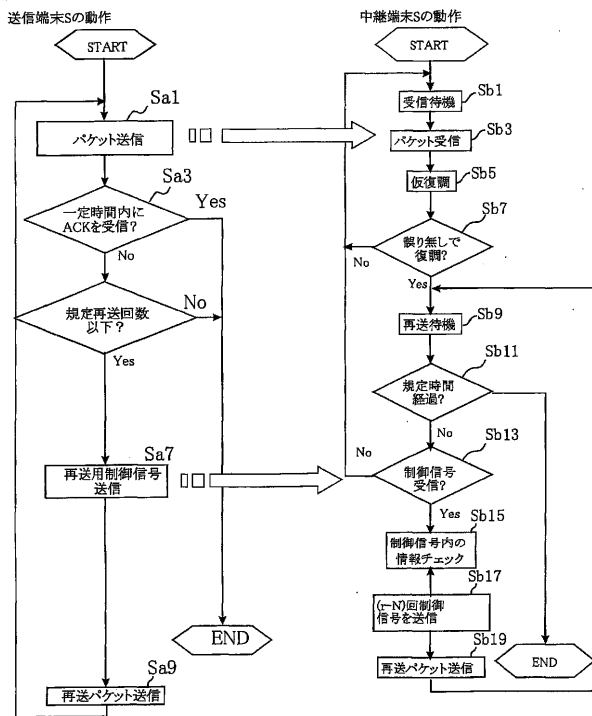 送信端末Sの動作
START
Sa1
パケット送信
Sa3
一定時間内に
ACKを受信?
Yes
No
規定再送回数
以下?
No
Yes
Sa7
再送用制御信号
送信
END
Sa9
再送パケット送信
中継端末Sの動作
START
Sb1
受信待機
Sb3
パケット受信
Sb5
仮復調
Sb7
誤り無しで
復調?
No
Yes
Sb9
再送待機
Sb11
規定時間
経過?
No
Sb13
No
制御信号
受信?
Yes
Sb15
制御信号内の
情報チェック
Sb17
(r-N)回制御
信号を送信
Sb19
再送パケット送信
END